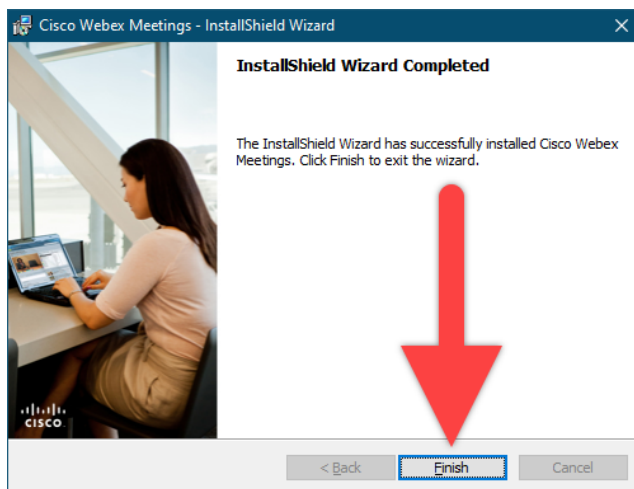 Cisco Webex Meetings - InstallShield Wizard
InstallShield Wizard Completed
The InstallShield Wizard has successfully installed Cisco Webex
Meetings. Click Finish to exit the wizard.
CISCO
< Back
Finish
Cancel